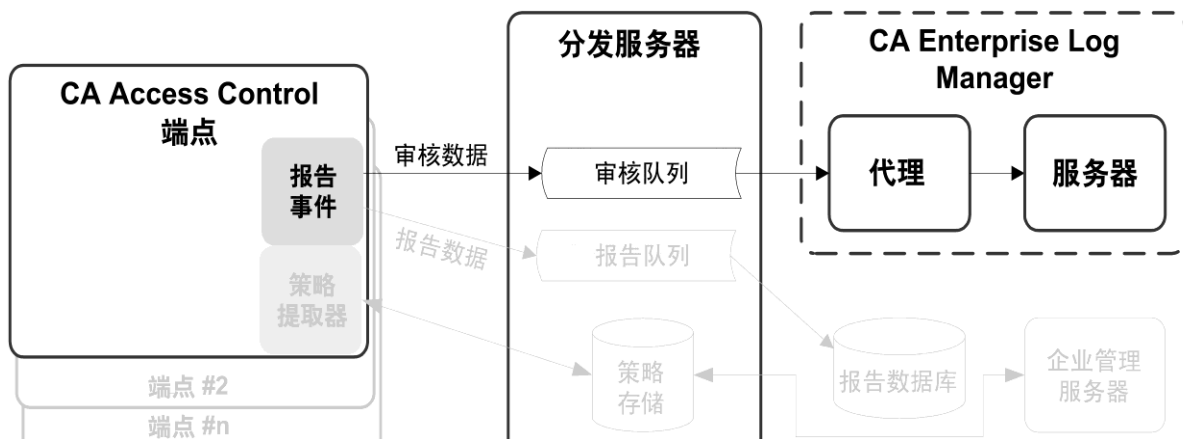 CA Access Control
端点
报告
事件
策略
提取器
端点 #2
端点 #n
审核数据
报告数据
分发服务器
审核队列
报告队列
策略
存储
CA Enterprise Log
Manager
代理
服务器
报告数据库
企业管理
服务器